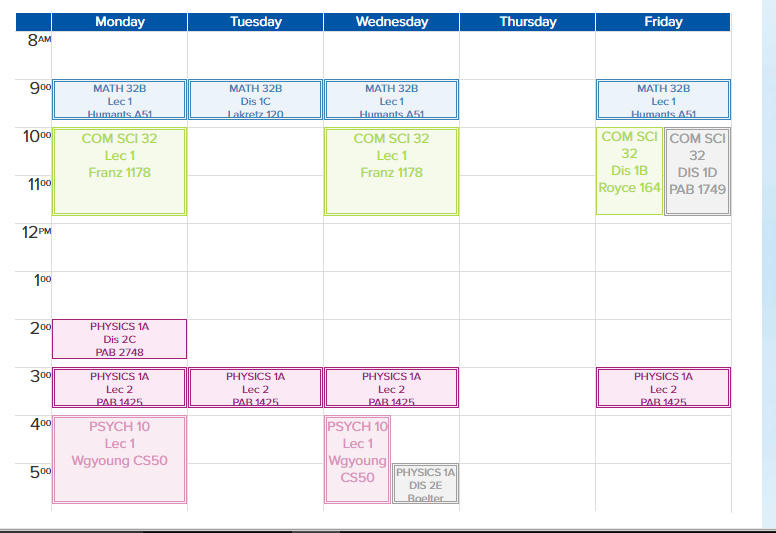 Monday Tuesday Wednesday Thursday Friday
8AM
900
MATH 32B
Lec 1
Humants A51
MATH 32B
Dis 1C
Lakretz 120
MATH 32B
Lec 1
Humants A51
MATH 32B
Lec 1
Humants A51
1000
COM SCI 32
Lec 1
Franz 1178
COM SCI 32
Lec 1
Franz 1178
COM SCI
32
Dis 1B
Royce 164
COM SCI
32
DIS 1D
PAB 1749
1100
12PM
100
200
PHYSICS 1A
Dis 2C
PAB 2748
300
PHYSICS 1A
Lec 2
PAB 1425
PHYSICS 1A
Lec 2
PAB 1425
PHYSICS 1A
Lec 2
PAB 1425
PHYSICS 1A
Lec 2
PAB 1425
400
PSYCH 10
Lec 1
Wgyoung CS50
PSYCH 10
Lec 1
Wgyoung
CS50
500
PHYSICS 1A
DIS 2E
Boelter